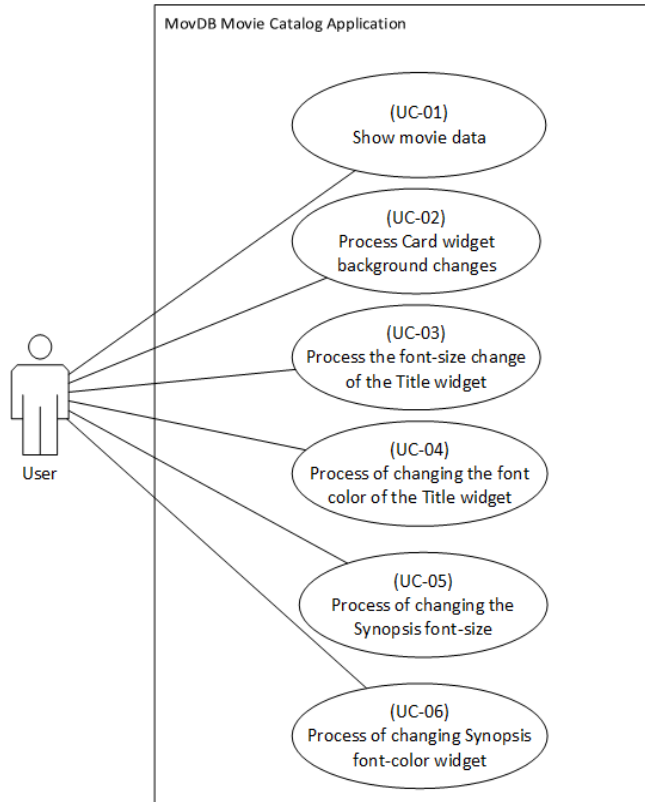 MovDB Movie Catalog Application
(UC-01)
Show movie data
(UC-02)
Process Card widget
background changes
(UC-03)
Process the font-size change
of the Title widget
(UC-04)
Process of changing the font
color of the Title widget
User
(UC-05)
Process of changing the
Synopsis font-size
(UC-06)
Process of changing Synopsis
font-color widget